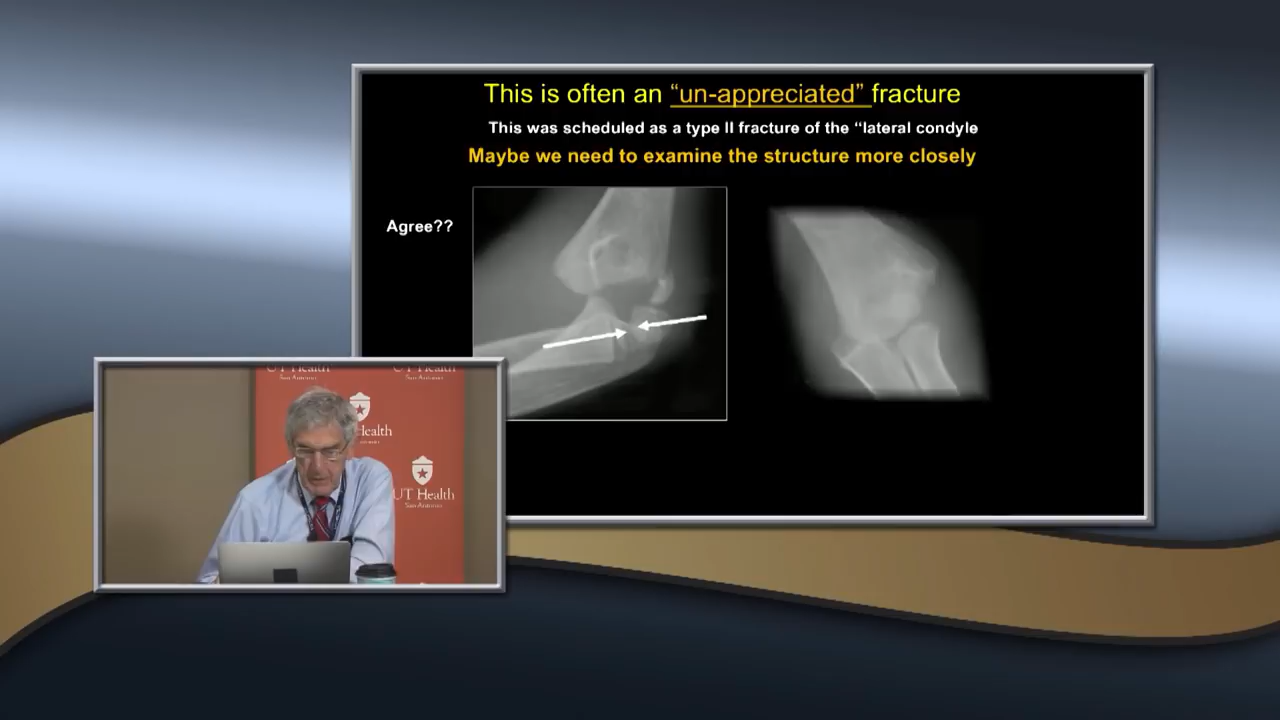 This is often an “un-appreciated” fracture
This was scheduled as a type II fracture of the “lateral condyle
Maybe we need to examine the structure more closely
Agree??
UT Health
San Antonio
UT Health
Health
UT Health
San Antonio